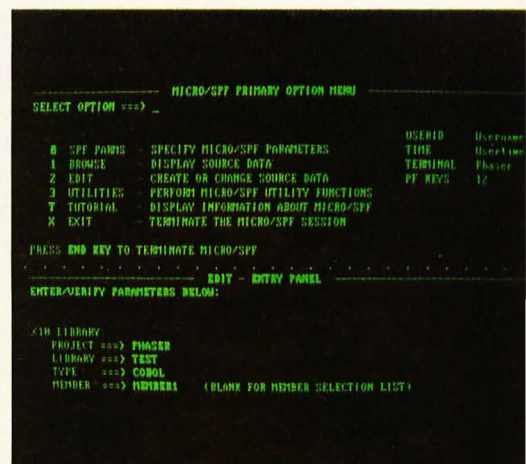 MICRO/SPF PRIMARY OPTION MENU
SELECT OPTION ===> _
USERID Username
0 SPF PARMS - SPECIFY MICRO/SPF PARAMETERS TIME Usertime
1 BROWSE - DISPLAY SOURCE DATA TERMINAL Phaser
2 EDIT - CREATE OR CHANGE SOURCE DATA PF KEYS 12
3 UTILITIES - PERFORM MICRO/SPF UTILITY FUNCTIONS
T TUTORIAL - DISPLAY INFORMATION ABOUT MICRO/SPF
X EXIT - TERMINATE THE MICRO/SPF SESSION
PRESS END KEY TO TERMINATE MICRO/SPF
EDIT - ENTRY PANEL
ENTER/VERIFY PARAMETERS BELOW:
LIBRARY:
PROJECT ===> PHASER
LIBRARY ===> TEST
TYPE ===> COBOL
MEMBER ===> MEMBER1 (BLANK FOR MEMBER SELECTION LIST)